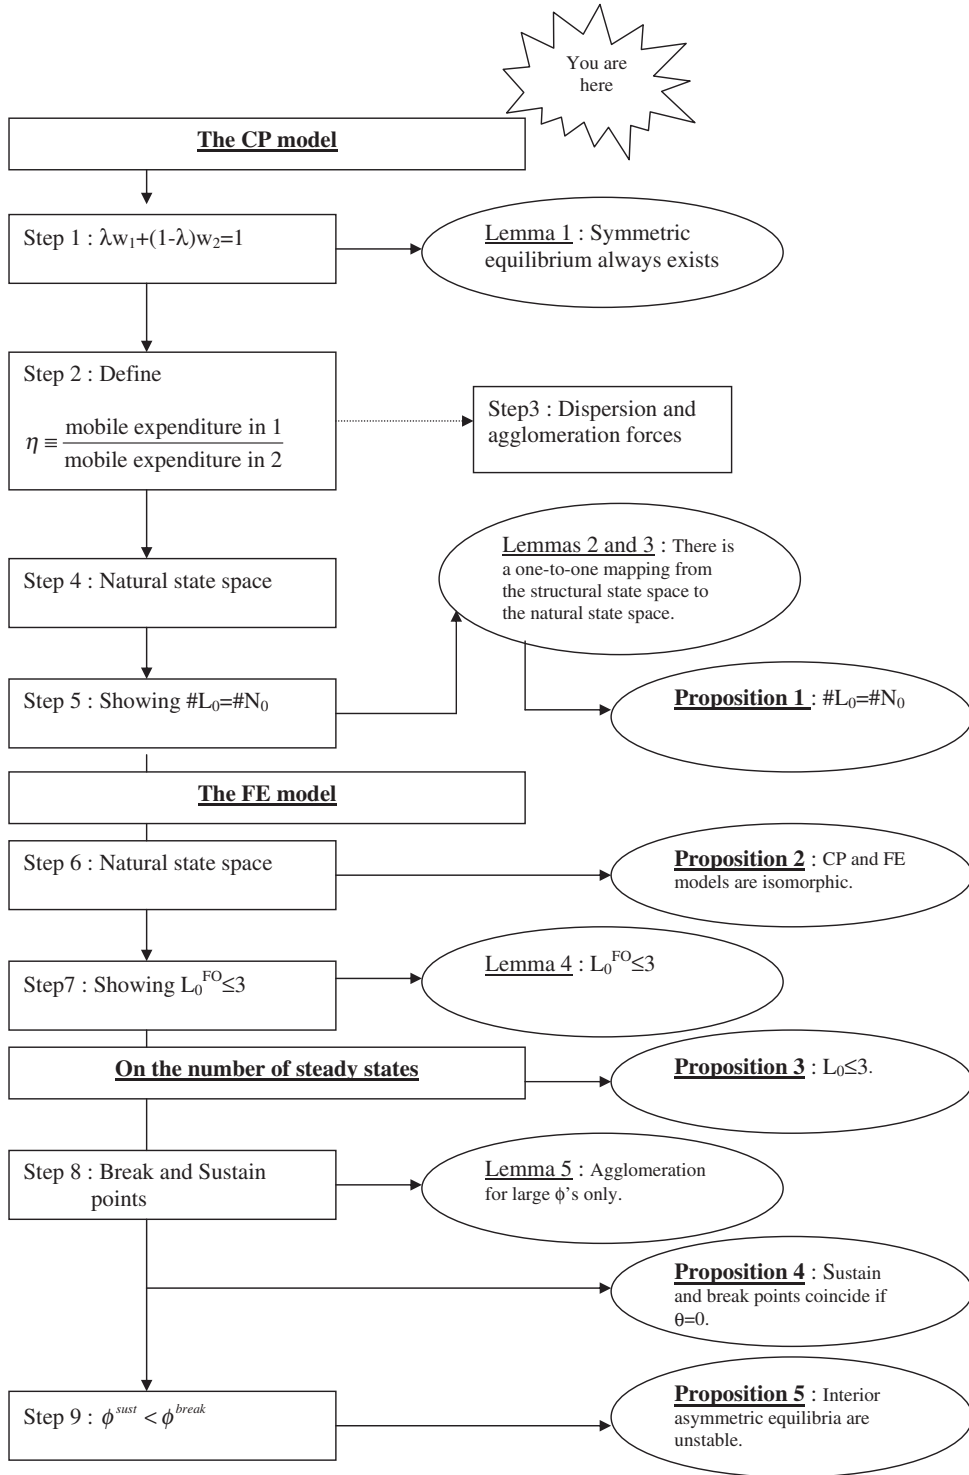 You are
here
The CP model
Step 1 : λw₁+(1-λ)w₂=1
Lemma 1 : Symmetric
equilibrium always exists
Step 2 : Define
η ≡ mobile expenditure in 1 / mobile expenditure in 2
Step3 : Dispersion and
agglomeration forces
Lemmas 2 and 3 : There is
a one-to-one mapping from
the structural state space to
the natural state space.
Step 4 : Natural state space
Step 5 : Showing #L₀=#N₀
Proposition 1 : #L₀=#N₀
The FE model
Step 6 : Natural state space
Proposition 2 : CP and FE
models are isomorphic.
Step7 : Showing L₀^FO≤3
Lemma 4 : L₀^FO≤3
On the number of steady states
Proposition 3 : L₀≤3.
Step 8 : Break and Sustain
points
Lemma 5 : Agglomeration
for large ϕ's only.
Proposition 4 : Sustain
and break points coincide if
θ=0.
Step 9 : ϕ^sust < ϕ^break
Proposition 5 : Interior
asymmetric equilibria are
unstable.